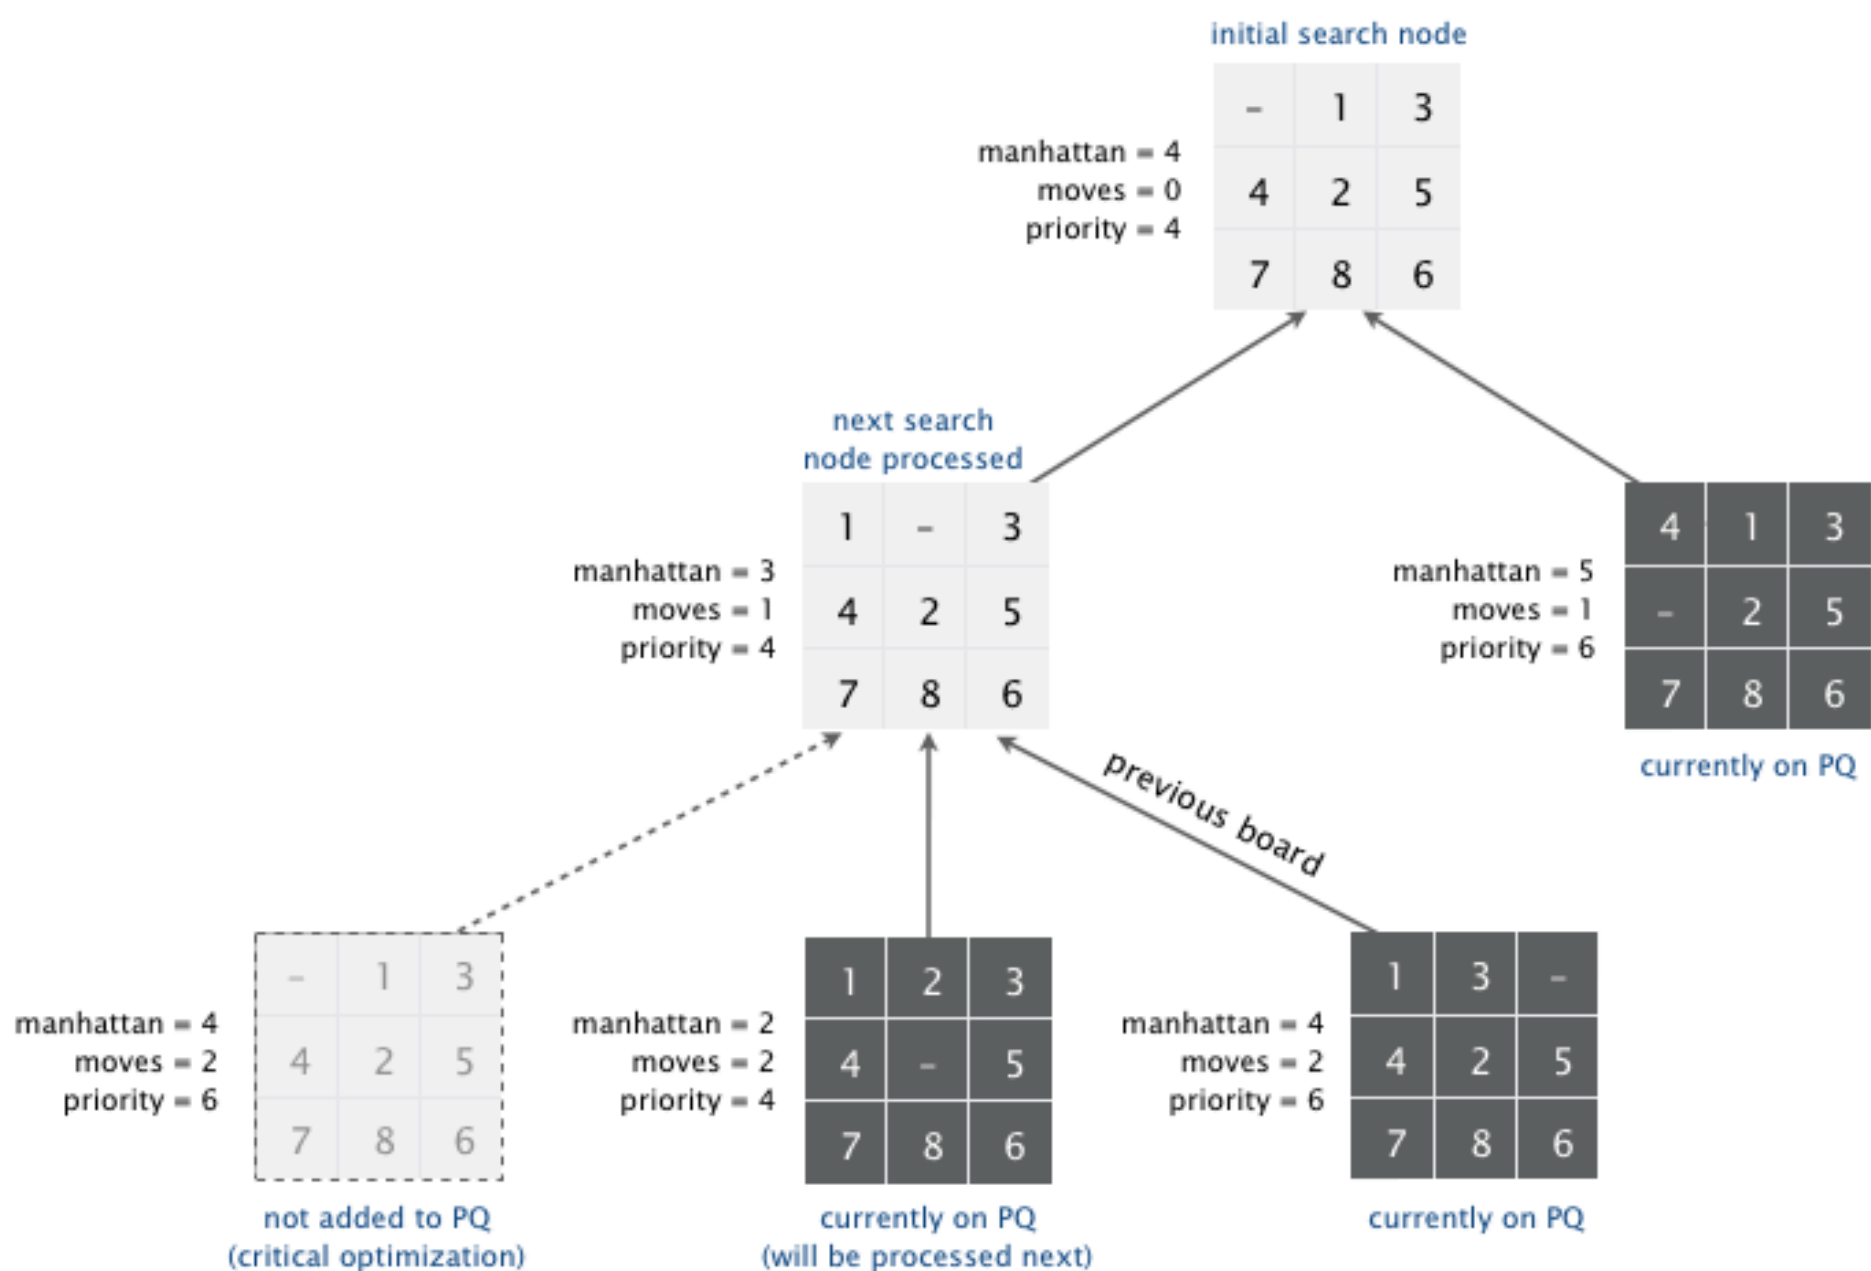 initial search node
- 1 3
manhattan = 4
moves = 0
4 2 5
priority = 4
7 8 6
next search
node processed
1 - 3
manhattan = 3
moves = 1
4 2 5
priority = 4
7 8 6
4 1 3
manhattan = 5
moves = 1
- 2 5
priority = 6
7 8 6
currently on PQ
previous board
- 1 3
manhattan = 4
moves = 2
4 2 5
priority = 6
7 8 6
not added to PQ
(critical optimization)
1 2 3
manhattan = 2
moves = 2
4 - 5
priority = 4
7 8 6
currently on PQ
(will be processed next)
1 3 -
manhattan = 4
moves = 2
4 2 5
priority = 6
7 8 6
currently on PQ